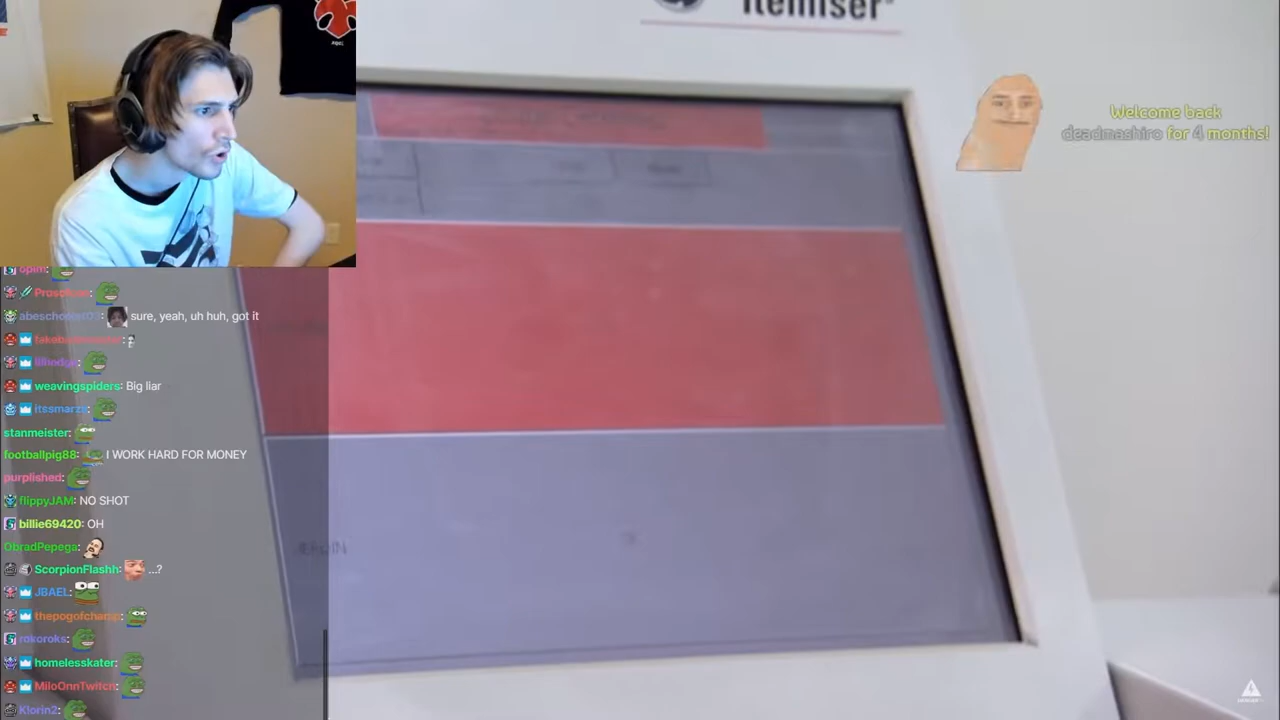 Itemiser
Welcome back
deadmashiro for 4 months!
sure, yeah, uh huh, got it
weavingspiders: Big liar
itssmarza:
stanmeister:
footballpig88: I WORK HARD FOR MONEY
purplished:
flippyJAM: NO SHOT
billie69420: OH
ObradPepega:
ScorpionFlashh: ...?
JBAEL:
thepogofchamp:
rokoroks:
homelesskater:
MiloOnnTwitch:
Klorin2: